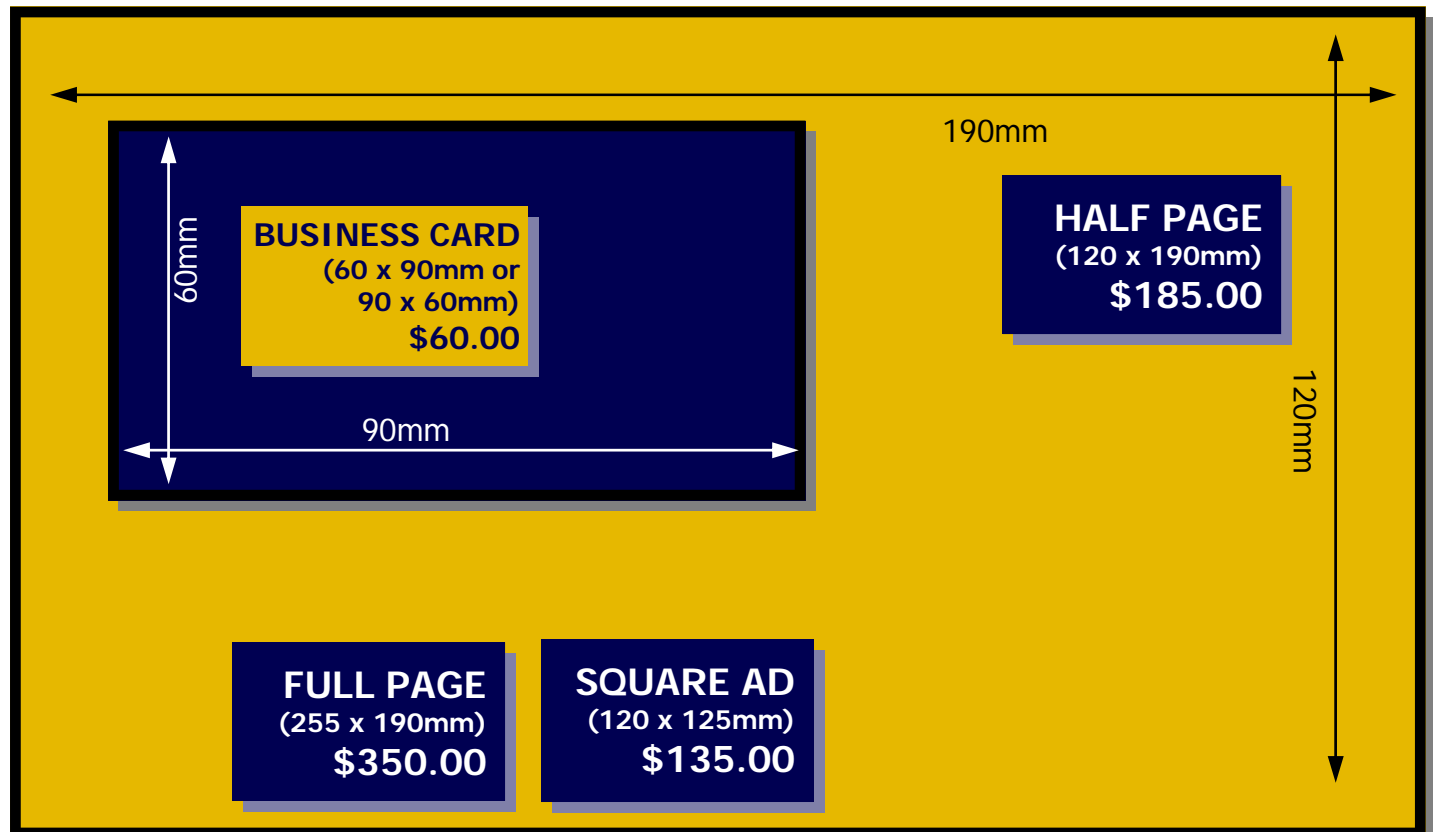 190mm
60mm
BUSINESS CARD
(60 x 90mm or
90 x 60mm)
$60.00
90mm
HALF PAGE
(120 x 190mm)
$185.00
120mm
FULL PAGE
(255 x 190mm)
$350.00
SQUARE AD
(120 x 125mm)
$135.00